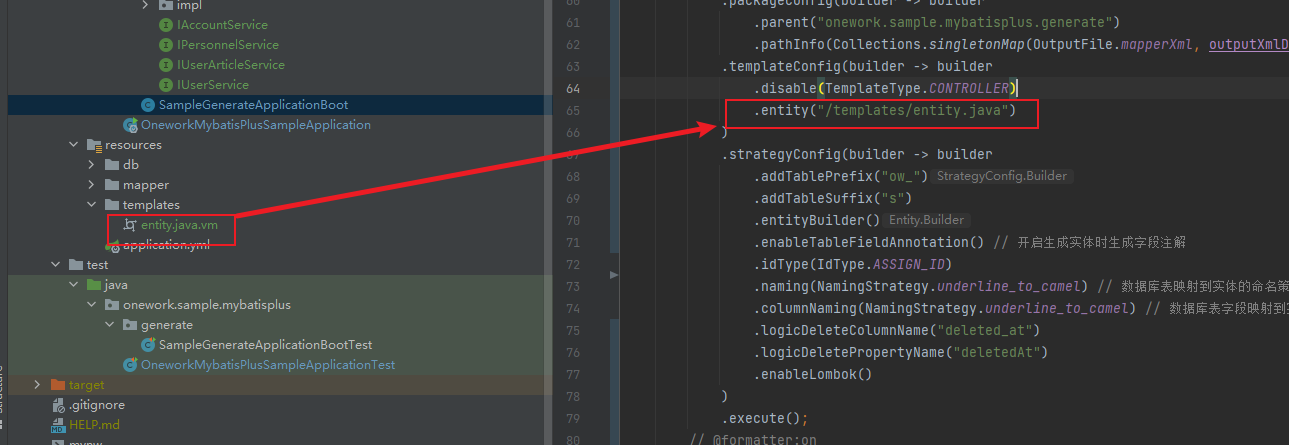 impl
IAccountService
IPersonnelService
IUserArticleService
IUserService
SampleGenerateApplicationBoot
OneworkMybatisPlusSampleApplication
resources
db
mapper
templates
entity.java.vm
application.yml
test
java
onework.sample.mybatisplus
generate
SampleGenerateApplicationBootTest
OneworkMybatisPlusSampleApplicationTest
target
.gitignore
HELP.md
61 .parent("onework.sample.mybatisplus.generate")
62 .pathInfo(Collections.singletonMap(OutputFile.mapperXml, outputXmlD
63 .templateConfig(builder -> builder
64 .disable(TemplateType.CONTROLLER)
65 .entity("/templates/entity.java")
66 )
.strategyConfig(builder -> builder
68 .addTablePrefix("ow_") StrategyConfig.Builder
69 .addTableSuffix("s")
70 .entityBuilder() Entity.Builder
71 .enableTableFieldAnnotation() // 开启生成实体时生成字段注解
72 .idType(IdType.ASSIGN_ID)
73 .naming(NamingStrategy.underline_to_camel) // 数据库表映射到实体的命名策
74 .columnNaming(NamingStrategy.underline_to_camel) // 数据库表字段映射到
75 .logicDeleteColumnName("deleted_at")
76 .logicDeletePropertyName("deletedAt")
77 .enableLombok()
78 )
79 .execute();
80 // @formatter:on